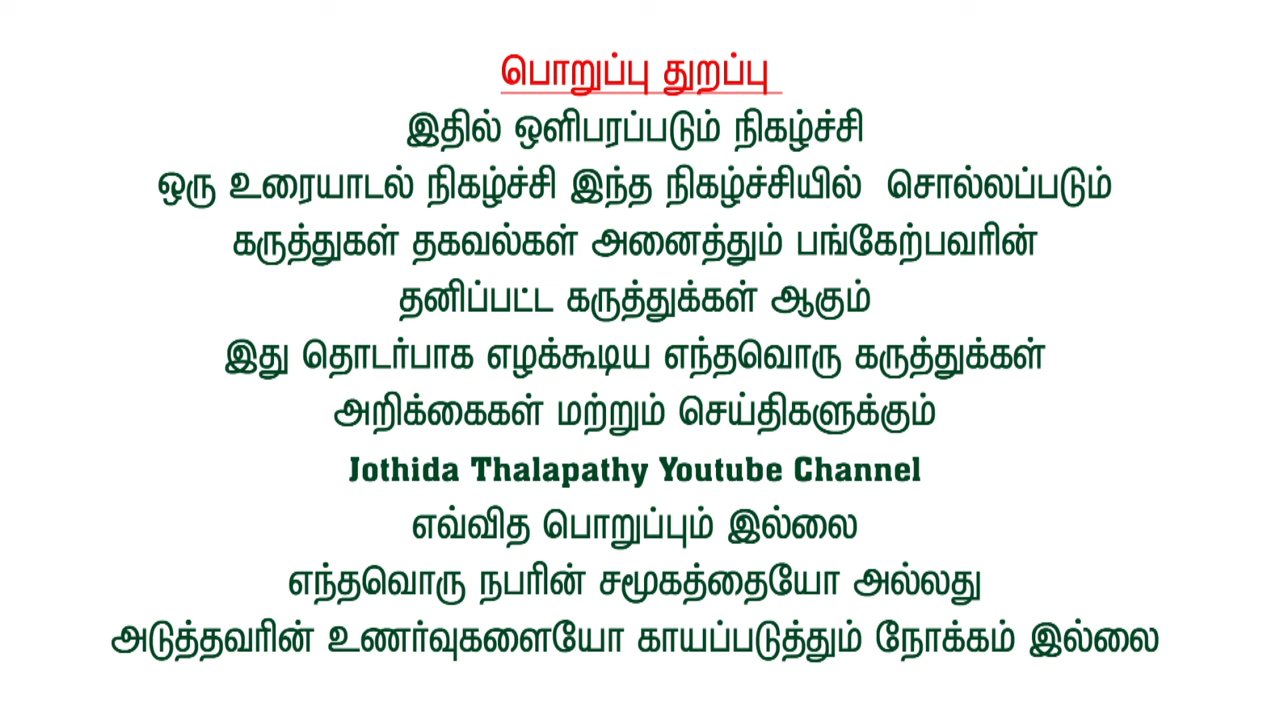 பொறுப்பு துறப்பு
இதில் ஒளிபரப்படும் நிகழ்ச்சி
ஒரு உரையாடல் நிகழ்ச்சி இந்த நிகழ்ச்சியில் சொல்லப்படும்
கருத்துகள் தகவல்கள் அனைத்தும் பங்கேற்பவரின்
தனிப்பட்ட கருத்துக்கள் ஆகும்
இது தொடர்பாக எழக்கூடிய எந்தவொரு கருத்துக்கள்
அறிக்கைகள் மற்றும் செய்திகளுக்கும்
Jothida Thalapathy Youtube Channel
எவ்வித பொறுப்பும் இல்லை
எந்தவொரு நபரின் சமூகத்தையோ அல்லது
அடுத்தவரின் உணர்வுகளையோ காயப்படுத்தும் நோக்கம் இல்லை